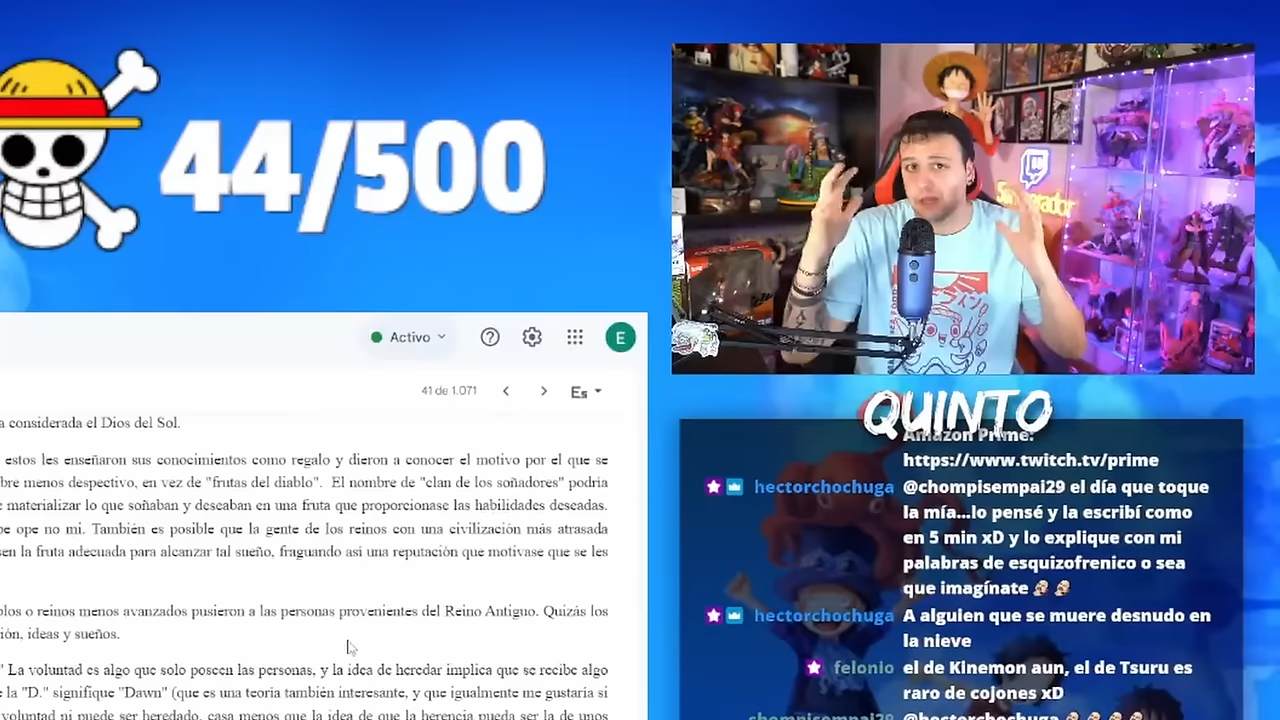 44/500
Activo
E
41 de 1.071
Es
a considerada el Dios del Sol.
estos les enseñaron sus conocimientos como regalo y dieron a conocer el motivo por el que se
bre menos despectivo, en vez de "frutas del diablo". El nombre de "clan de los soñadores" podría
materializar lo que soñaban y deseaban en una fruta que proporcionase las habilidades deseadas.
pe ope no mi. También es posible que la gente de los reinos con una civilización más atrasada
sen la fruta adecuada para alcanzar tal sueño, fraguando así una reputación que motivase que se les
blos o reinos menos avanzados pusieron a las personas provenientes del Reino Antiguo. Quizás los
ión, ideas y sueños.
" La voluntad es algo que solo poseen las personas, y la idea de heredar implica que se recibe algo
e la "D." signifique "Dawn" (que es una teoría también interesante, y que igualmente me gustaría si
voluntad ni puede ser heredado, casa menos que la idea de que la herencia pueda ser la de unos
QUINTO
Amazon Prime:
https://www.twitch.tv/prime
hectorchochuga @chompisempai29 el día que toque
la mía...lo pensé y la escribí como
en 5 min xD y lo explique con mi
palabras de esquizofrenico o sea
que imagínate
hectorchochuga A alguien que se muere desnudo en
la nieve
felonio el de Kinemon aun, el de Tsuru es
raro de cojones xD
chompisempai29 @hectorchochuga